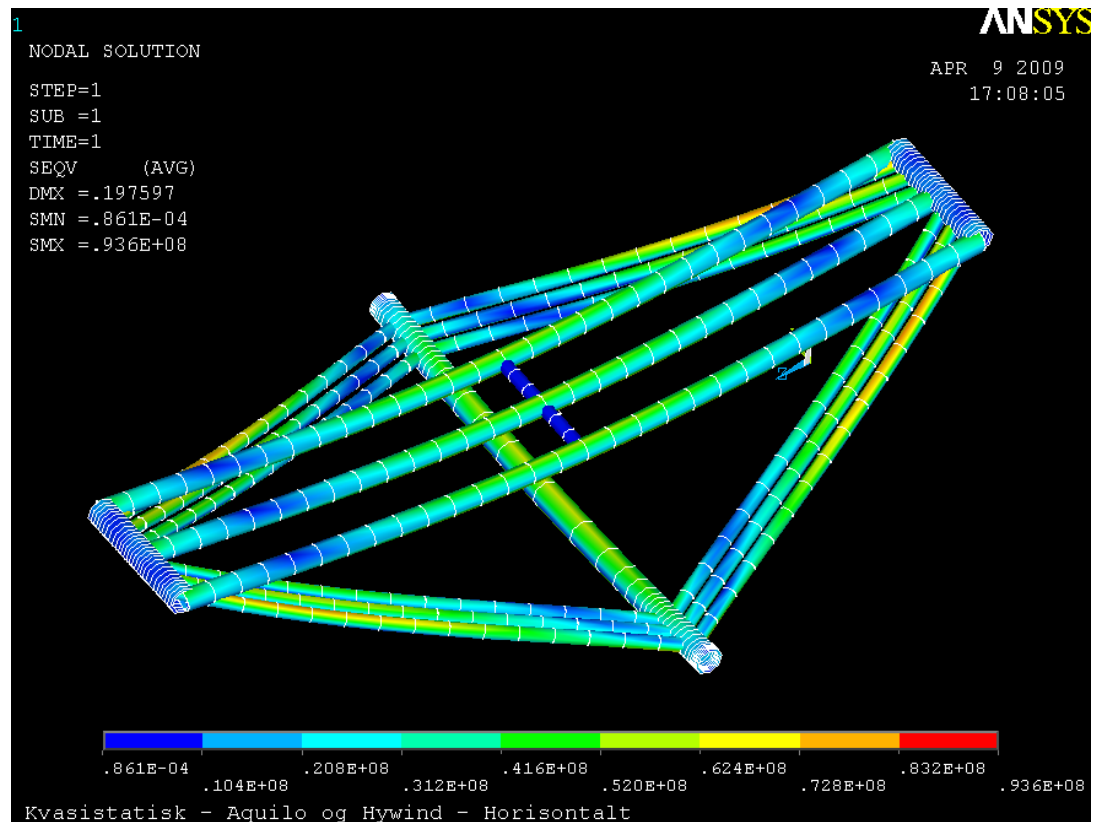 1
ANSYS
NODAL SOLUTION
APR 9 2009
17:08:05
STEP=1
SUB =1
TIME=1
SEQV (AVG)
DMX =.197597
SMN =.861E-04
SMX =.936E+08
Z
.861E-04 .208E+08 .416E+08 .624E+08 .832E+08
.104E+08 .312E+08 .520E+08 .728E+08 .936E+08
Kvasistatisk - Aquilo og Hywind - Horisontalt